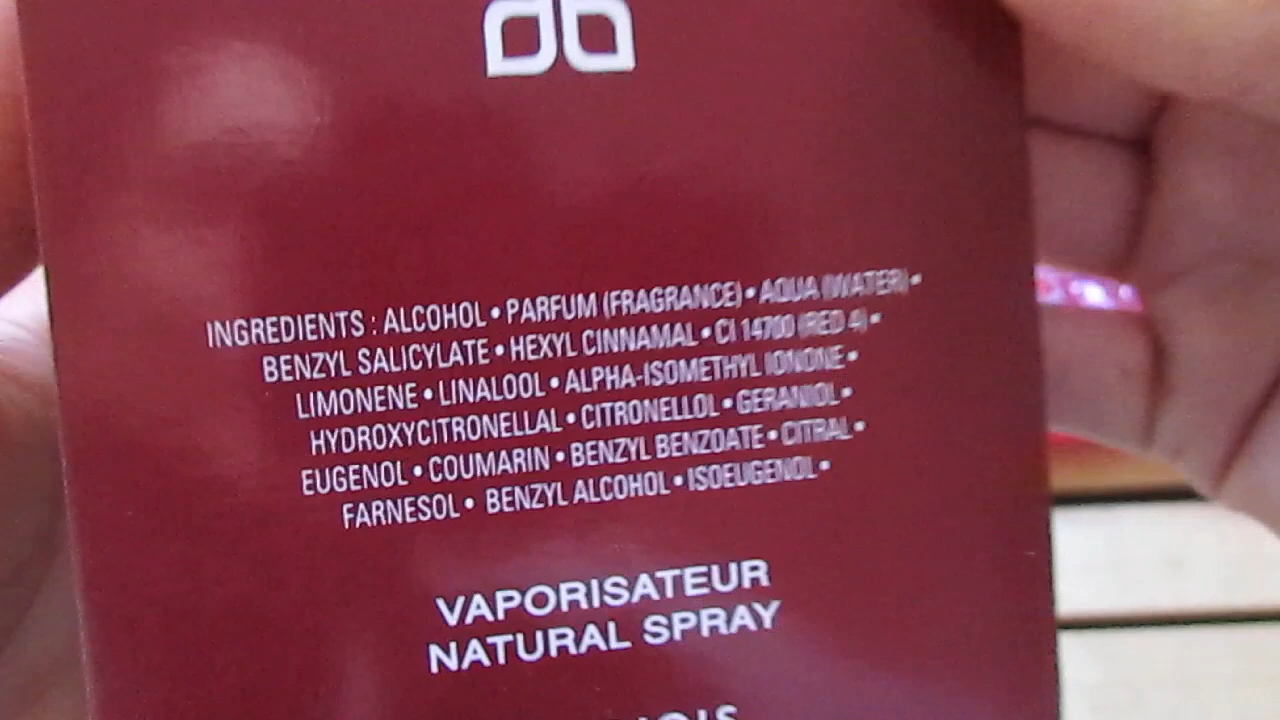 INGREDIENTS : ALCOHOL • PARFUM (FRAGRANCE) • AQUA (WATER) •
BENZYL SALICYLATE • HEXYL CINNAMAL • CI 14700 (RED 4) •
LIMONENE • LINALOOL • ALPHA-ISOMETHYL IONONE •
HYDROXYCITRONELLAL • CITRONELLOL • GERANIOL •
EUGENOL • COUMARIN • BENZYL BENZOATE • CITRAL •
FARNESOL • BENZYL ALCOHOL • ISOEUGENOL •
VAPORISATEUR
NATURAL SPRAY